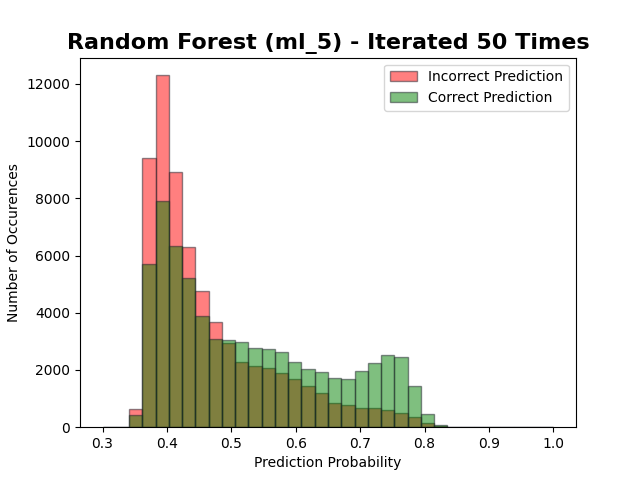 Random Forest (ml_5) - Iterated 50 Times
Incorrect Prediction
Correct Prediction
Number of Occurences
12000
10000
8000
6000
4000
2000
0
0.3 0.4 0.5 0.6 0.7 0.8 0.9 1.0
Prediction Probability